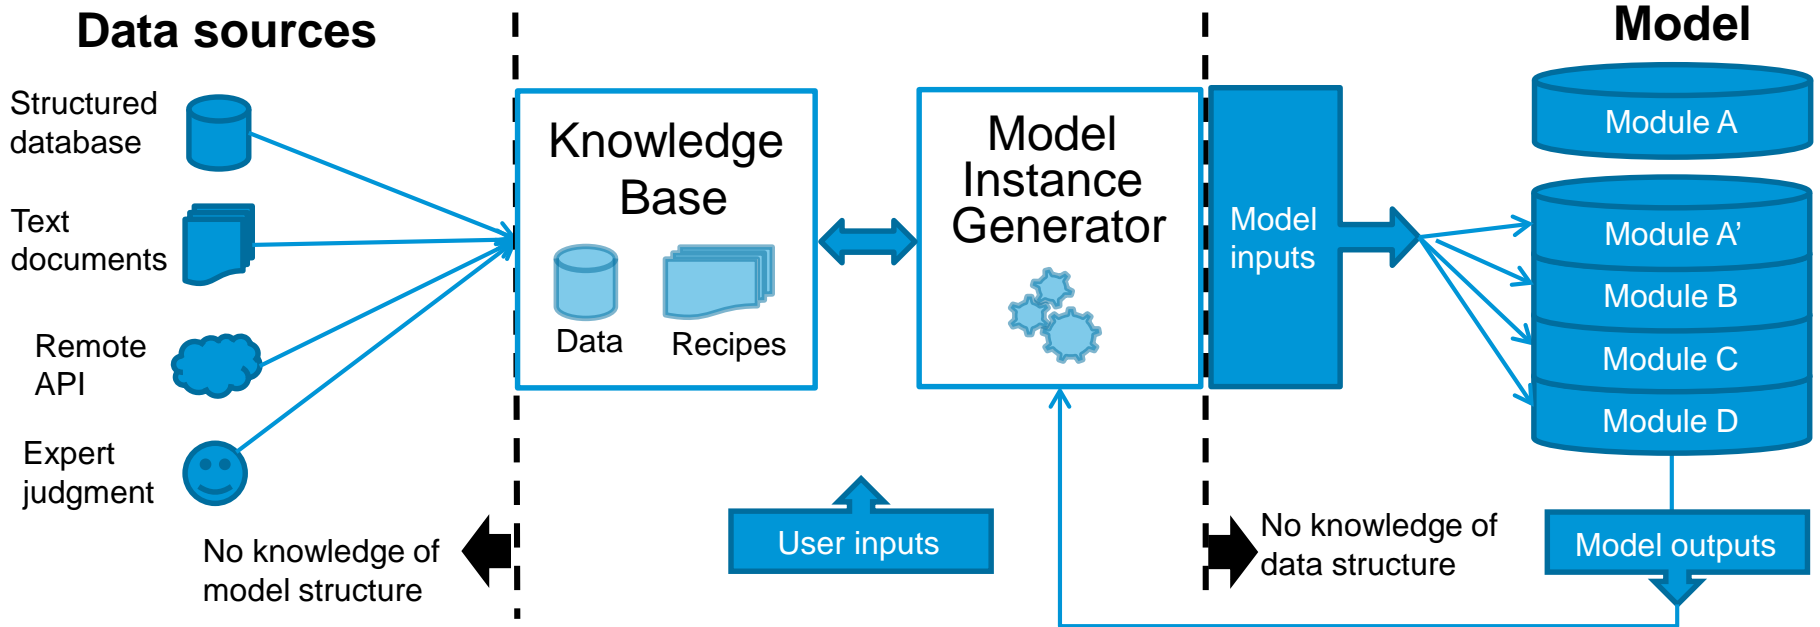 Data sources
Structured
database
Text
documents
Remote
API
Expert
judgment
No knowledge of
model structure
Knowledge
Base
Data
Recipes
User inputs
Model
Instance
Generator
Model
inputs
No knowledge of
data structure
Model
Module A
Module A’
Module B
Module C
Module D
Model outputs